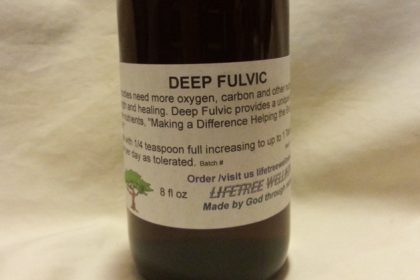 DEEP FULVIC
need more oxygen, carbon and other
and healing. Deep Fulvic provides a
"Making a Difference Helping the
with 1/4 teaspoon full increasing to up to 1
per day as tolerated. Batch #
Order /visit us
8 fl oz LIFETREE
Made by God through